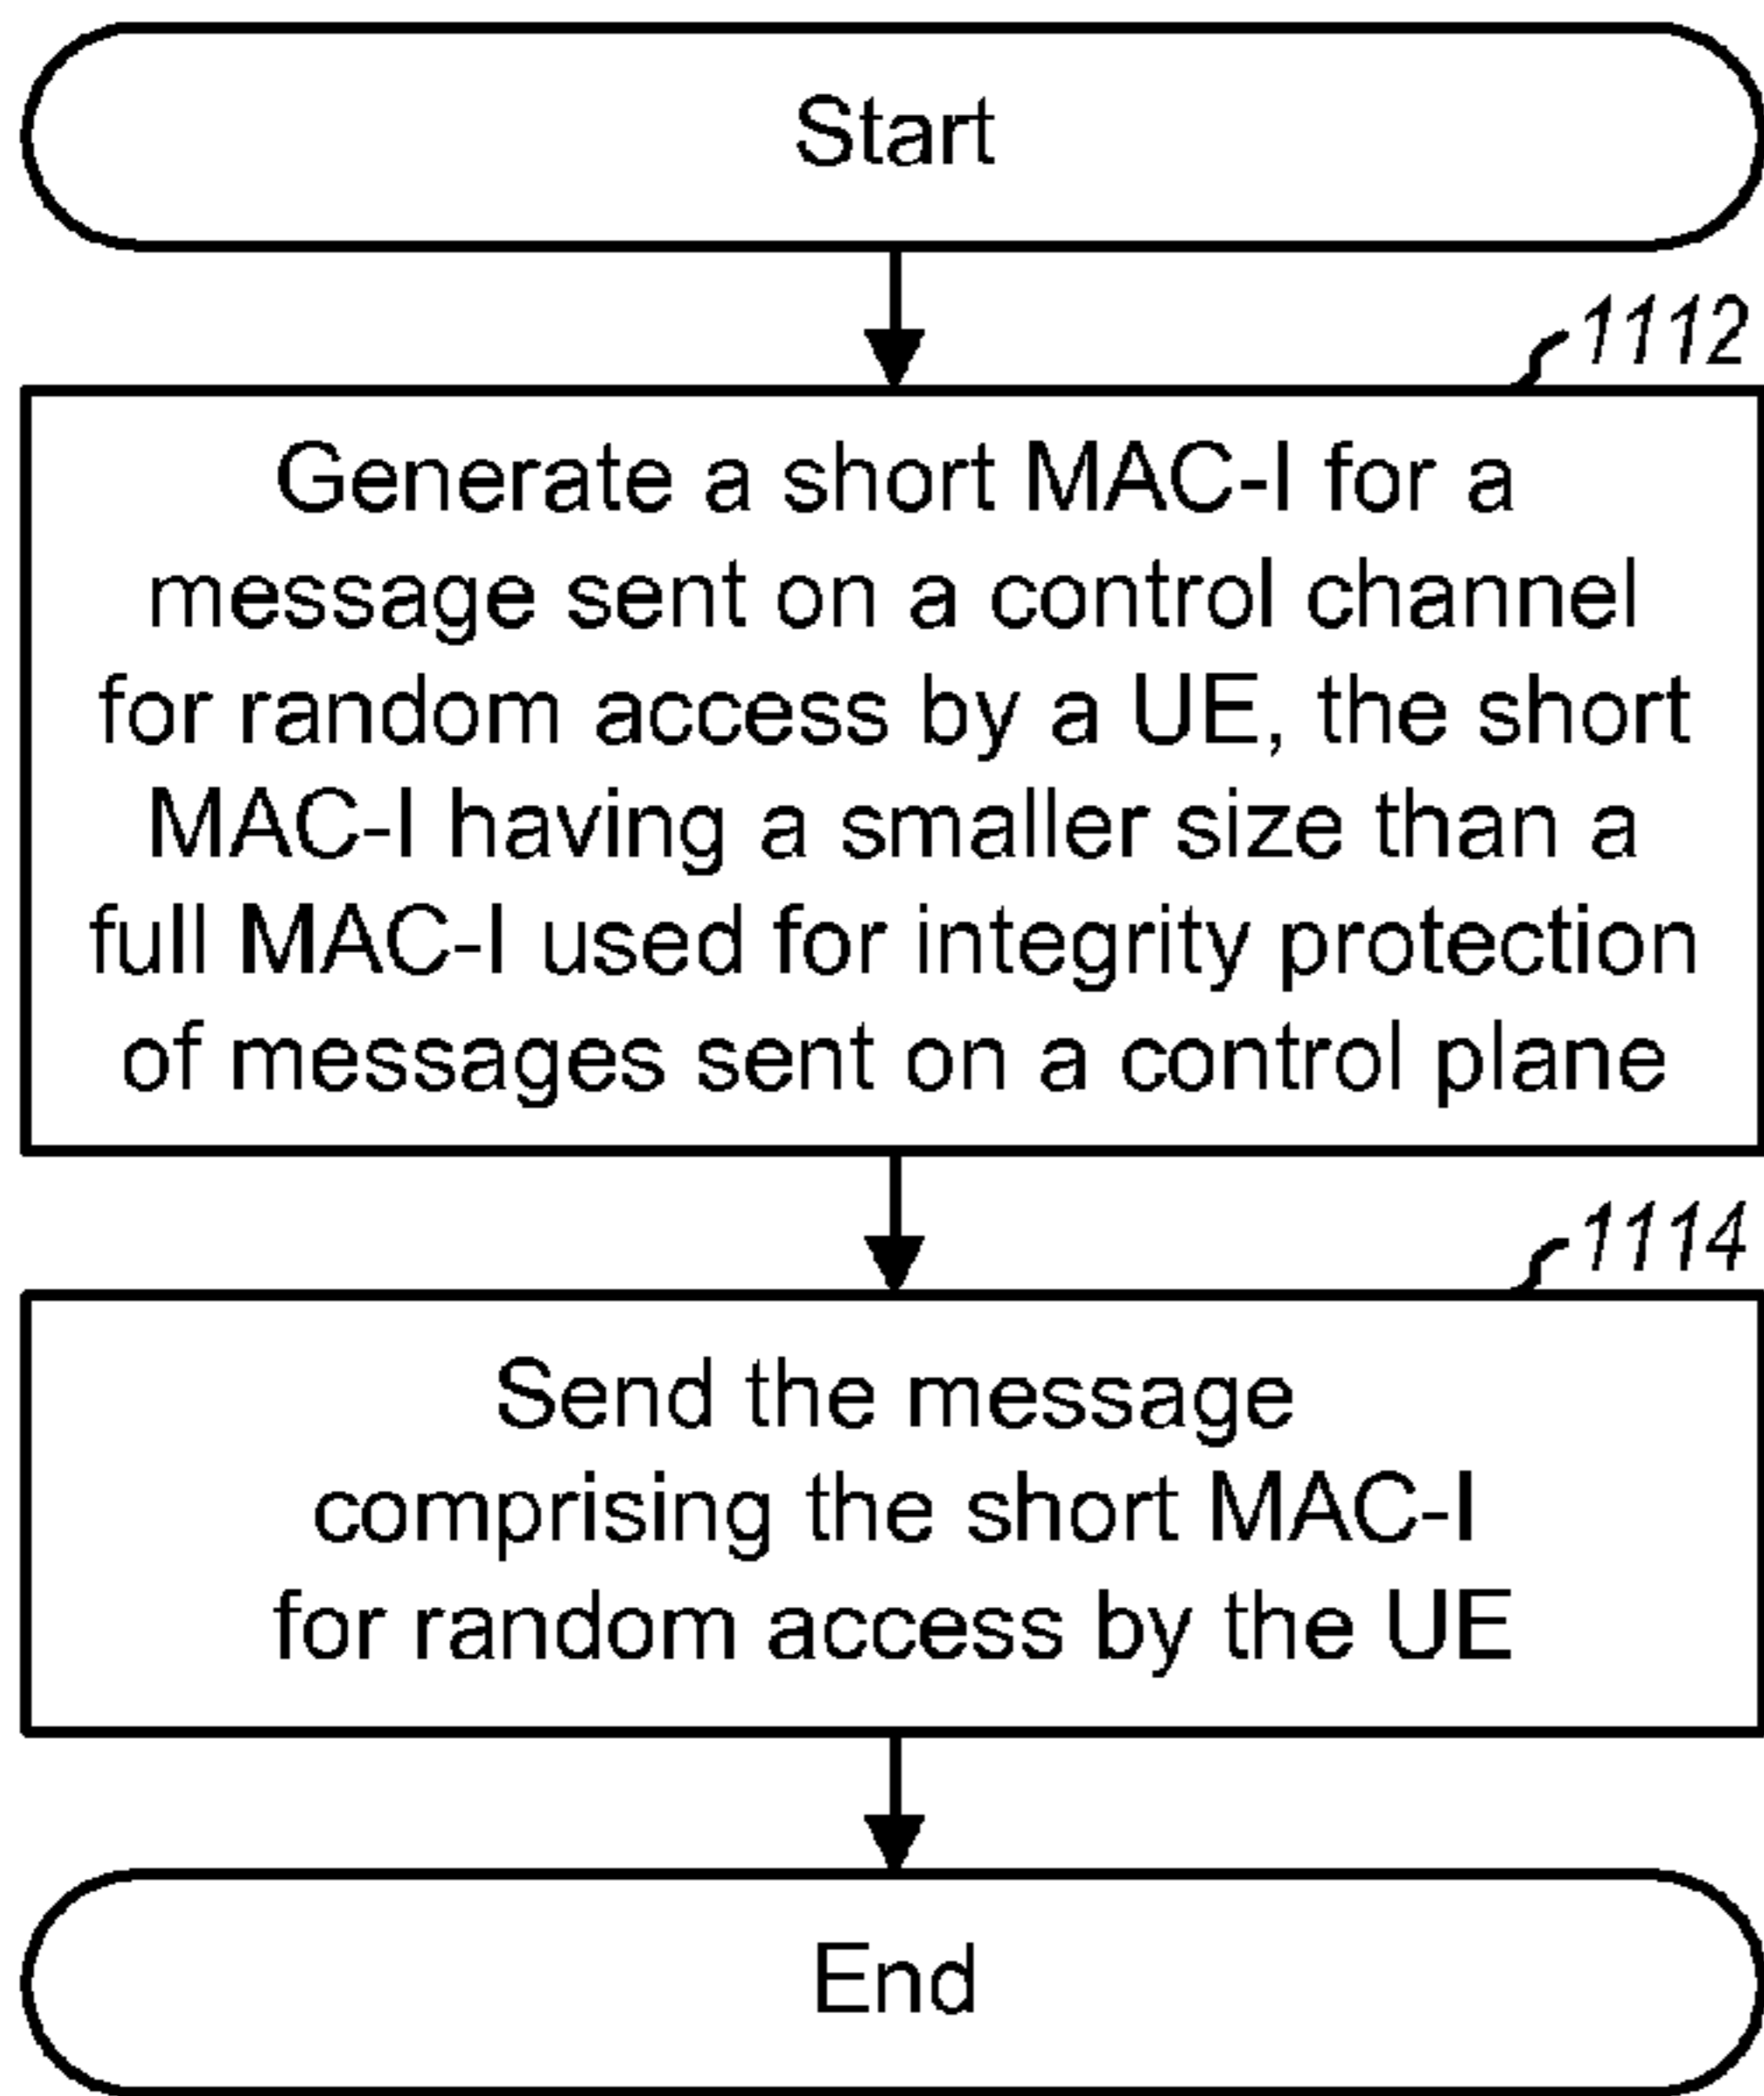 Start
1112
Generate a short MAC-I for a
message sent on a control channel
for random access by a UE, the short
MAC-I having a smaller size than a
full MAC-I used for integrity protection
of messages sent on a control plane
1114
Send the message
comprising the short MAC-I
for random access by the UE
End